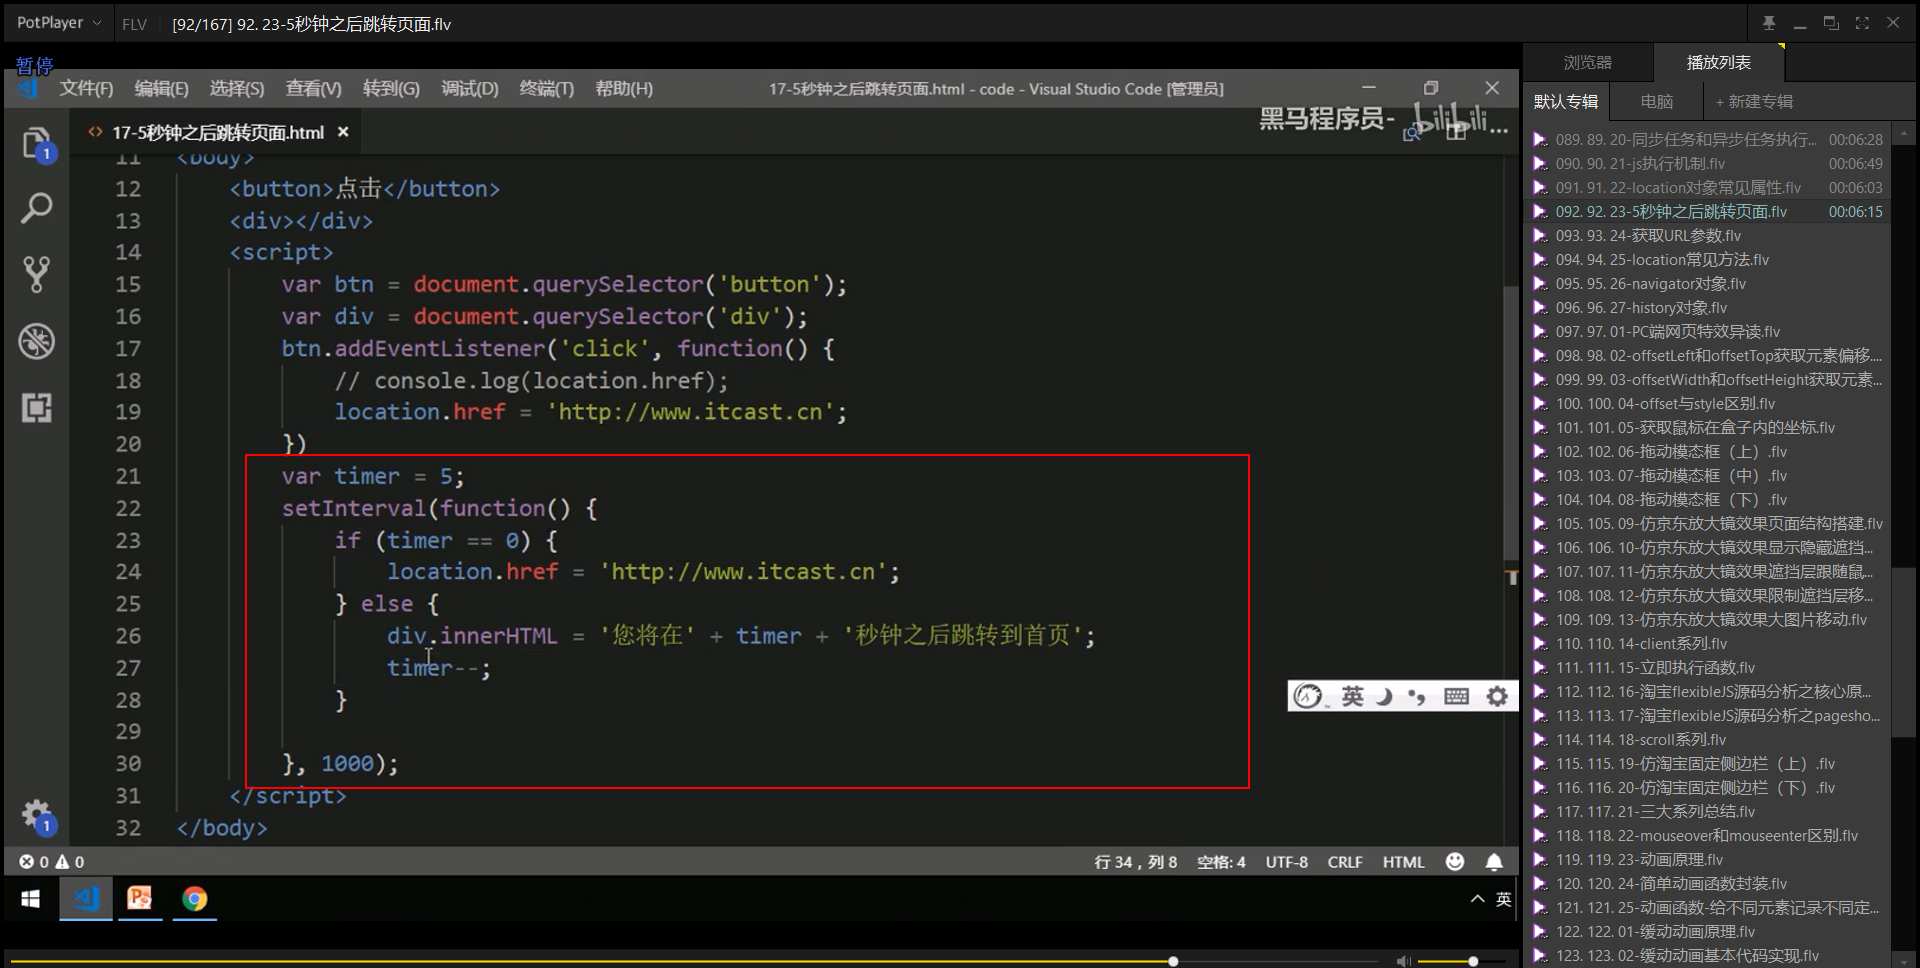 PotPlayer FLV [92/167] 92. 23-5秒钟之后跳转页面.flv
暂停
文件(F) 编辑(E) 选择(S) 查看(V) 转到(G) 调试(D) 终端(T) 帮助(H) 17-5秒钟之后跳转页面.html - code - Visual Studio Code [管理员]
<> 17-5秒钟之后跳转页面.html ×
黑马程序员- bilibili
11 <body>
12 <button>点击</button>
13 <div></div>
14 <script>
15 var btn = document.querySelector('button');
16 var div = document.querySelector('div');
17 btn.addEventListener('click', function() {
18 // console.log(location.href);
19 location.href = 'http://www.itcast.cn';
20 })
21 var timer = 5;
22 setInterval(function() {
23 if (timer == 0) {
24 location.href = 'http://www.itcast.cn';
25 } else {
26 div.innerHTML = '您将在' + timer + '秒钟之后跳转到首页';
27 timer--;
28 }
29
30 }, 1000);
31 </script>
32 </body>
1
1
英
0 0 行 34，列 8 空格: 4 UTF-8 CRLF HTML
英
浏览器 播放列表
默认专辑 电脑 + 新建专辑
089. 89. 20-同步任务和异步任务执行... 00:06:28
090. 90. 21-js执行机制.flv 00:06:49
091. 91. 22-location对象常见属性.flv 00:06:03
092. 92. 23-5秒钟之后跳转页面.flv 00:06:15
093. 93. 24-获取URL参数.flv
094. 94. 25-location常见方法.flv
095. 95. 26-navigator对象.flv
096. 96. 27-history对象.flv
097. 97. 01-PC端网页特效导读.flv
098. 98. 02-offsetLeft和offsetTop获取元素偏移....
099. 99. 03-offsetWidth和offsetHeight获取元素...
100. 100. 04-offset与style区别.flv
101. 101. 05-获取鼠标在盒子内的坐标.flv
102. 102. 06-拖动模态框（上）.flv
103. 103. 07-拖动模态框（中）.flv
104. 104. 08-拖动模态框（下）.flv
105. 105. 09-仿京东放大镜效果页面结构搭建.flv
106. 106. 10-仿京东放大镜效果显示隐藏遮挡...
107. 107. 11-仿京东放大镜效果遮挡层跟随鼠...
108. 108. 12-仿京东放大镜效果限制遮挡层移...
109. 109. 13-仿京东放大镜效果大图片移动.flv
110. 110. 14-client系列.flv
111. 111. 15-立即执行函数.flv
112. 112. 16-淘宝flexibleJS源码分析之核心原...
113. 113. 17-淘宝flexibleJS源码分析之pagesho...
114. 114. 18-scroll系列.flv
115. 115. 19-仿淘宝固定侧边栏（上）.flv
116. 116. 20-仿淘宝固定侧边栏（下）.flv
117. 117. 21-三大系列总结.flv
118. 118. 22-mouseover和mouseenter区别.flv
119. 119. 23-动画原理.flv
120. 120. 24-简单动画函数封装.flv
121. 121. 25-动画函数-给不同元素记录不同定...
122. 122. 01-缓动动画原理.flv
123. 123. 02-缓动动画基本代码实现.flv